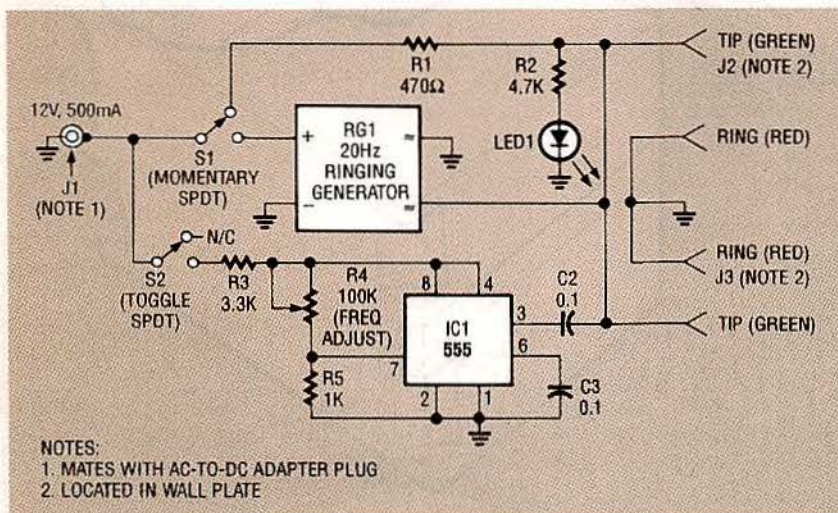 TIP (GREEN)
J2 (NOTE 2)
R1
470Ω
R2
4.7K
12V, 500mA
+
RG1
20Hz
RINGING
GENERATOR
~
LED1
RING (RED)
S1
(MOMENTARY
SPDT)
J1
(NOTE 1)
−
~
N/C
RING (RED)
J3 (NOTE 2)
S2
(TOGGLE
SPDT)
R3
3.3K
R4
100K
(FREQ
ADJUST)
8
4
C2
0.1
3
TIP (GREEN)
IC1
555
6
7
R5
1K
2
1
C3
0.1
NOTES:
1. MATES WITH AC-TO-DC ADAPTER PLUG
2. LOCATED IN WALL PLATE